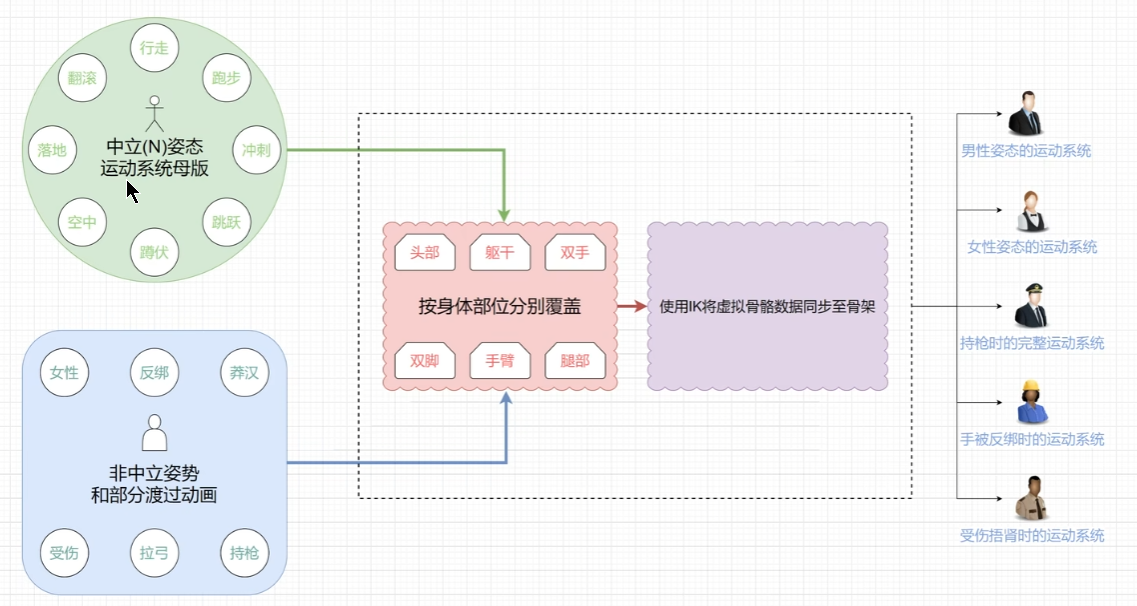 行走
翻滚
跑步
落地
中立(N)姿态
运动系统母版
冲刺
空中
跳跃
蹲伏
女性
反绑
莽汉
非中立姿势
和部分渡过动画
受伤
拉弓
持枪
头部
躯干
双手
按身体部位分别覆盖
双脚
手臂
腿部
使用IK将虚拟骨骼数据同步至骨架
男性姿态的运动系统
女性姿态的运动系统
持枪时的完整运动系统
手被反绑时的运动系统
受伤捂肾时的运动系统